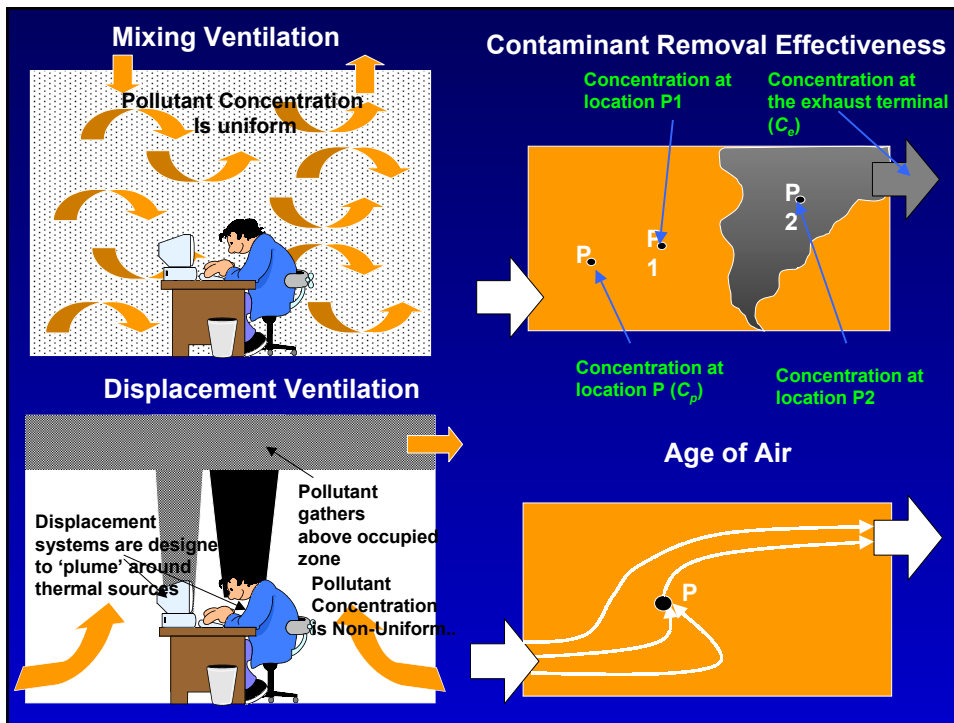 Mixing Ventilation
Pollutant Concentration
Is uniform
Contaminant Removal Effectiveness
Concentration at
location P1
Concentration at
the exhaust terminal
(Ce)
P
P
1
P
2
Concentration at
location P (Cp)
Concentration at
location P2
Displacement Ventilation
Displacement
systems are designe
to ‘plume’ around
thermal sources
Pollutant
gathers
above occupied
zone
Pollutant
Concentration
is Non-Uniform..
Age of Air
P